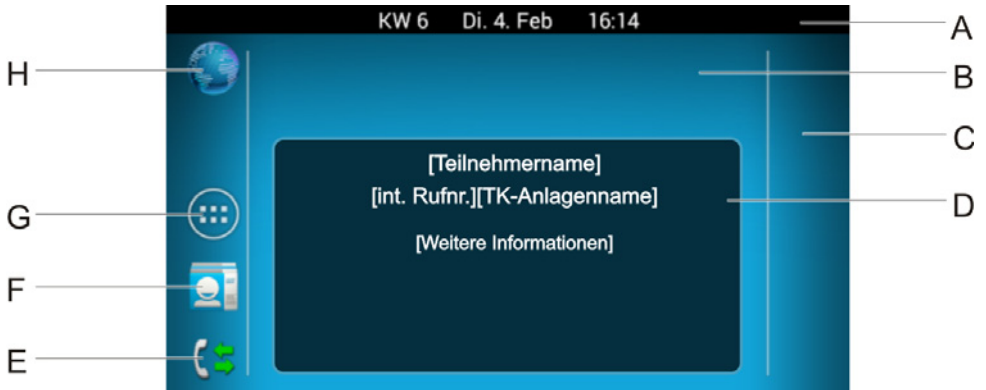 KW 6 Di. 4. Feb 16:14
A
H
B
C
[Teilnehmername]
[int. Rufnr.][TK-Anlagenname]
D
G
[Weitere Informationen]
F
E